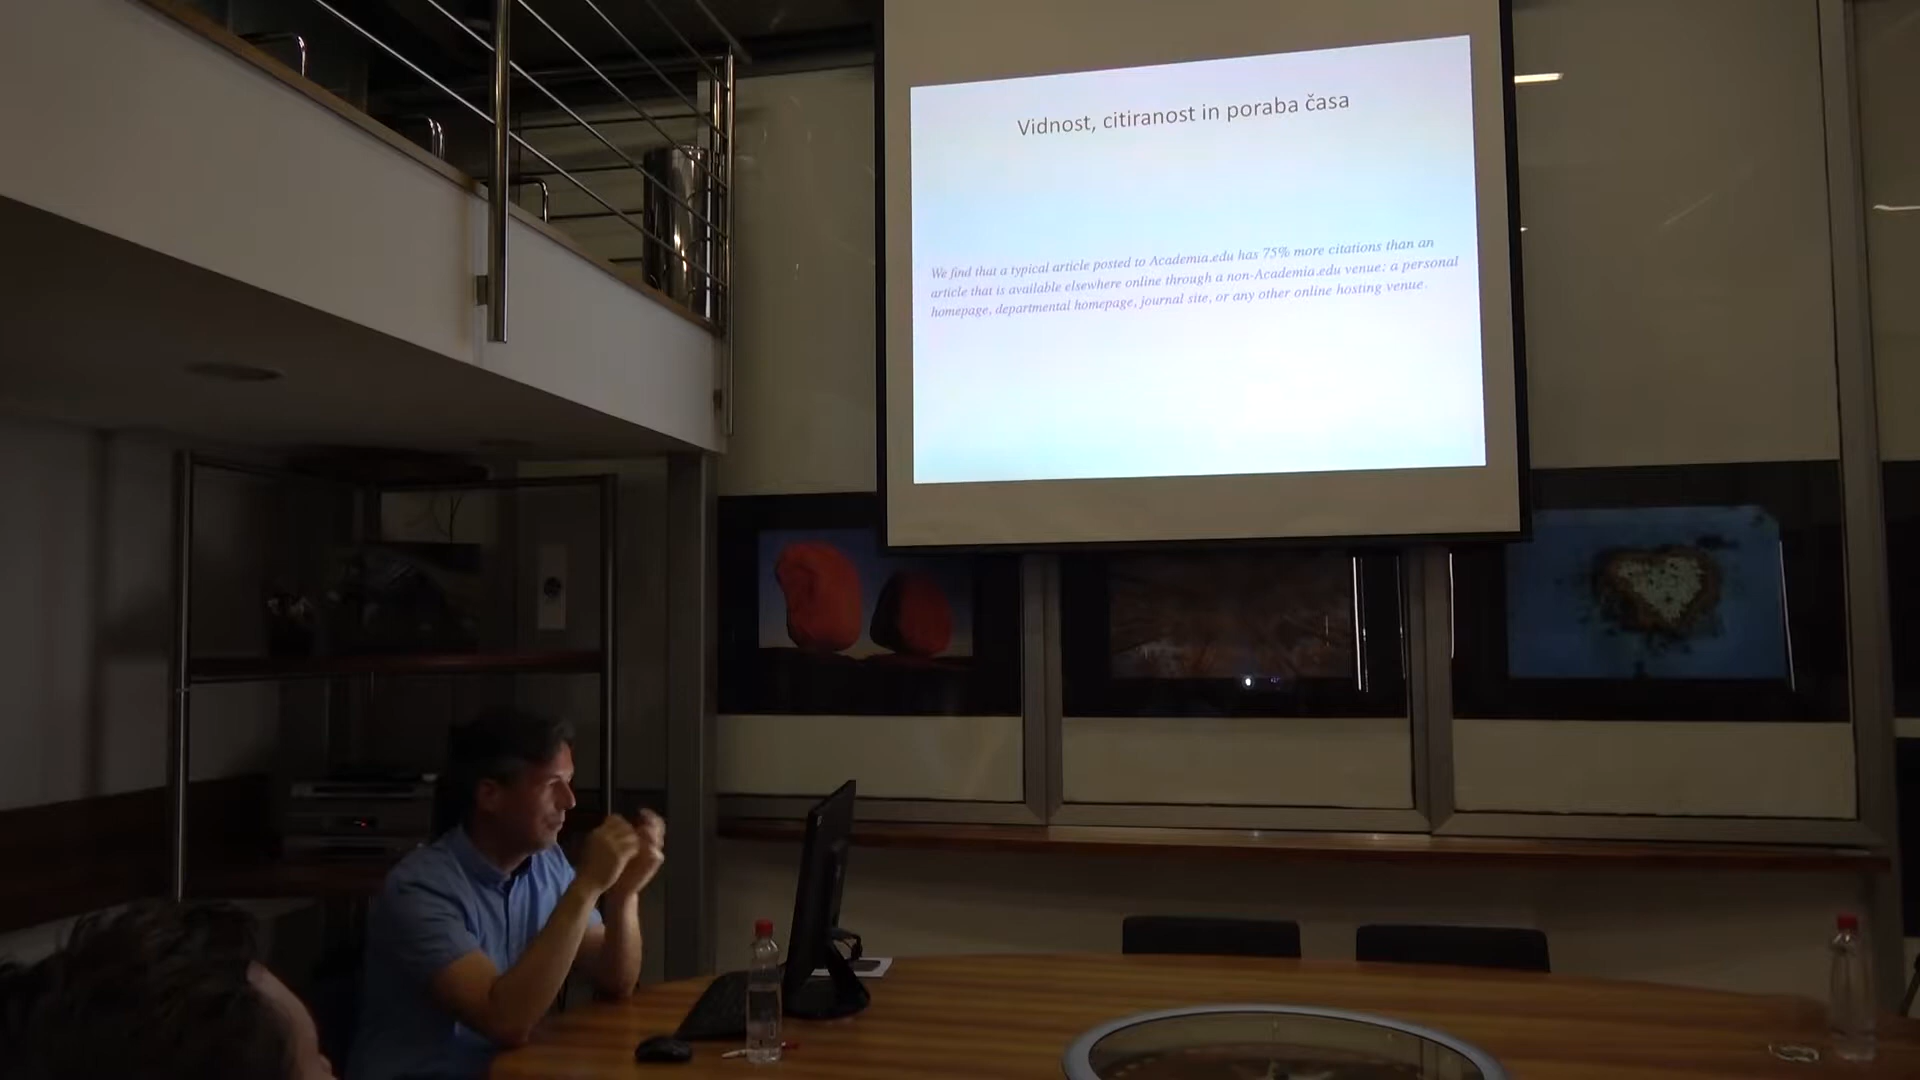 Vidnost, citiranost in poraba časa
We find that a typical article posted to Academia.edu has 75% more citations than an
article that is available elsewhere online through a non-Academia.edu venue: a personal
homepage, departmental homepage, journal site, or any other online hosting venue.